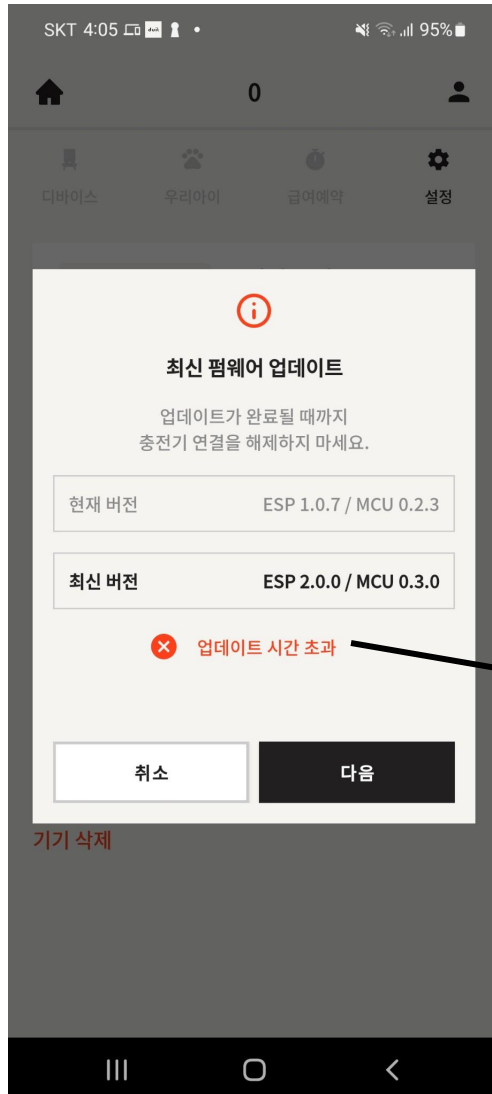 SKT 4:05
95%
0
디바이스 우리아이 급여예약 설정
최신 펌웨어 업데이트
업데이트가 완료될 때까지
충전기 연결을 해제하지 마세요.
현재 버전 ESP 1.0.7 / MCU 0.2.3
최신 버전 ESP 2.0.0 / MCU 0.3.0
업데이트 시간 초과
취소 다음
기기 삭제